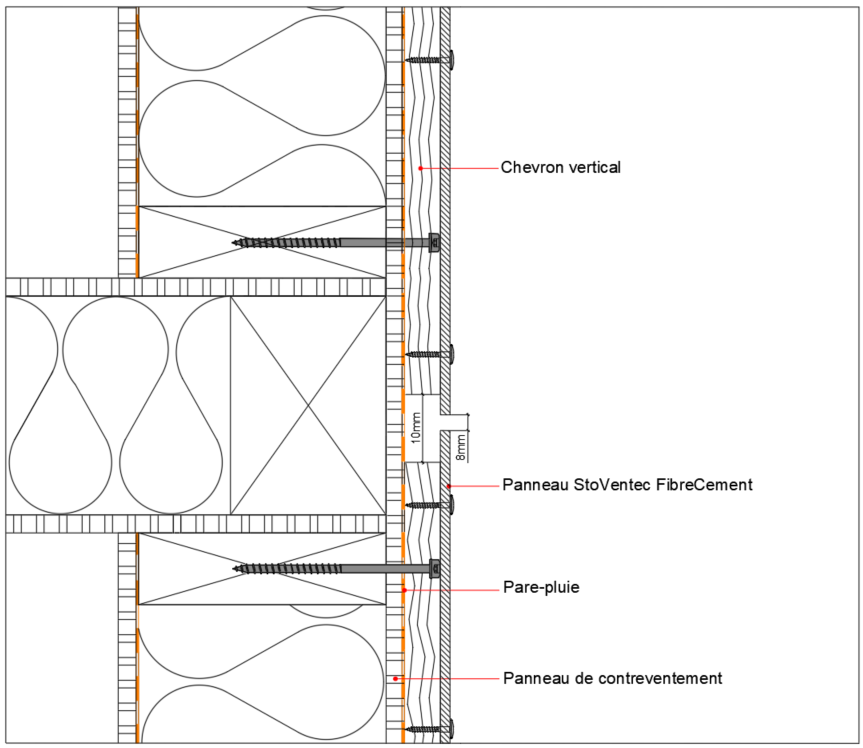 Chevron vertical
10mm
8mm
Panneau StoVentec FibreCement
Pare-pluie
Panneau de contreventement